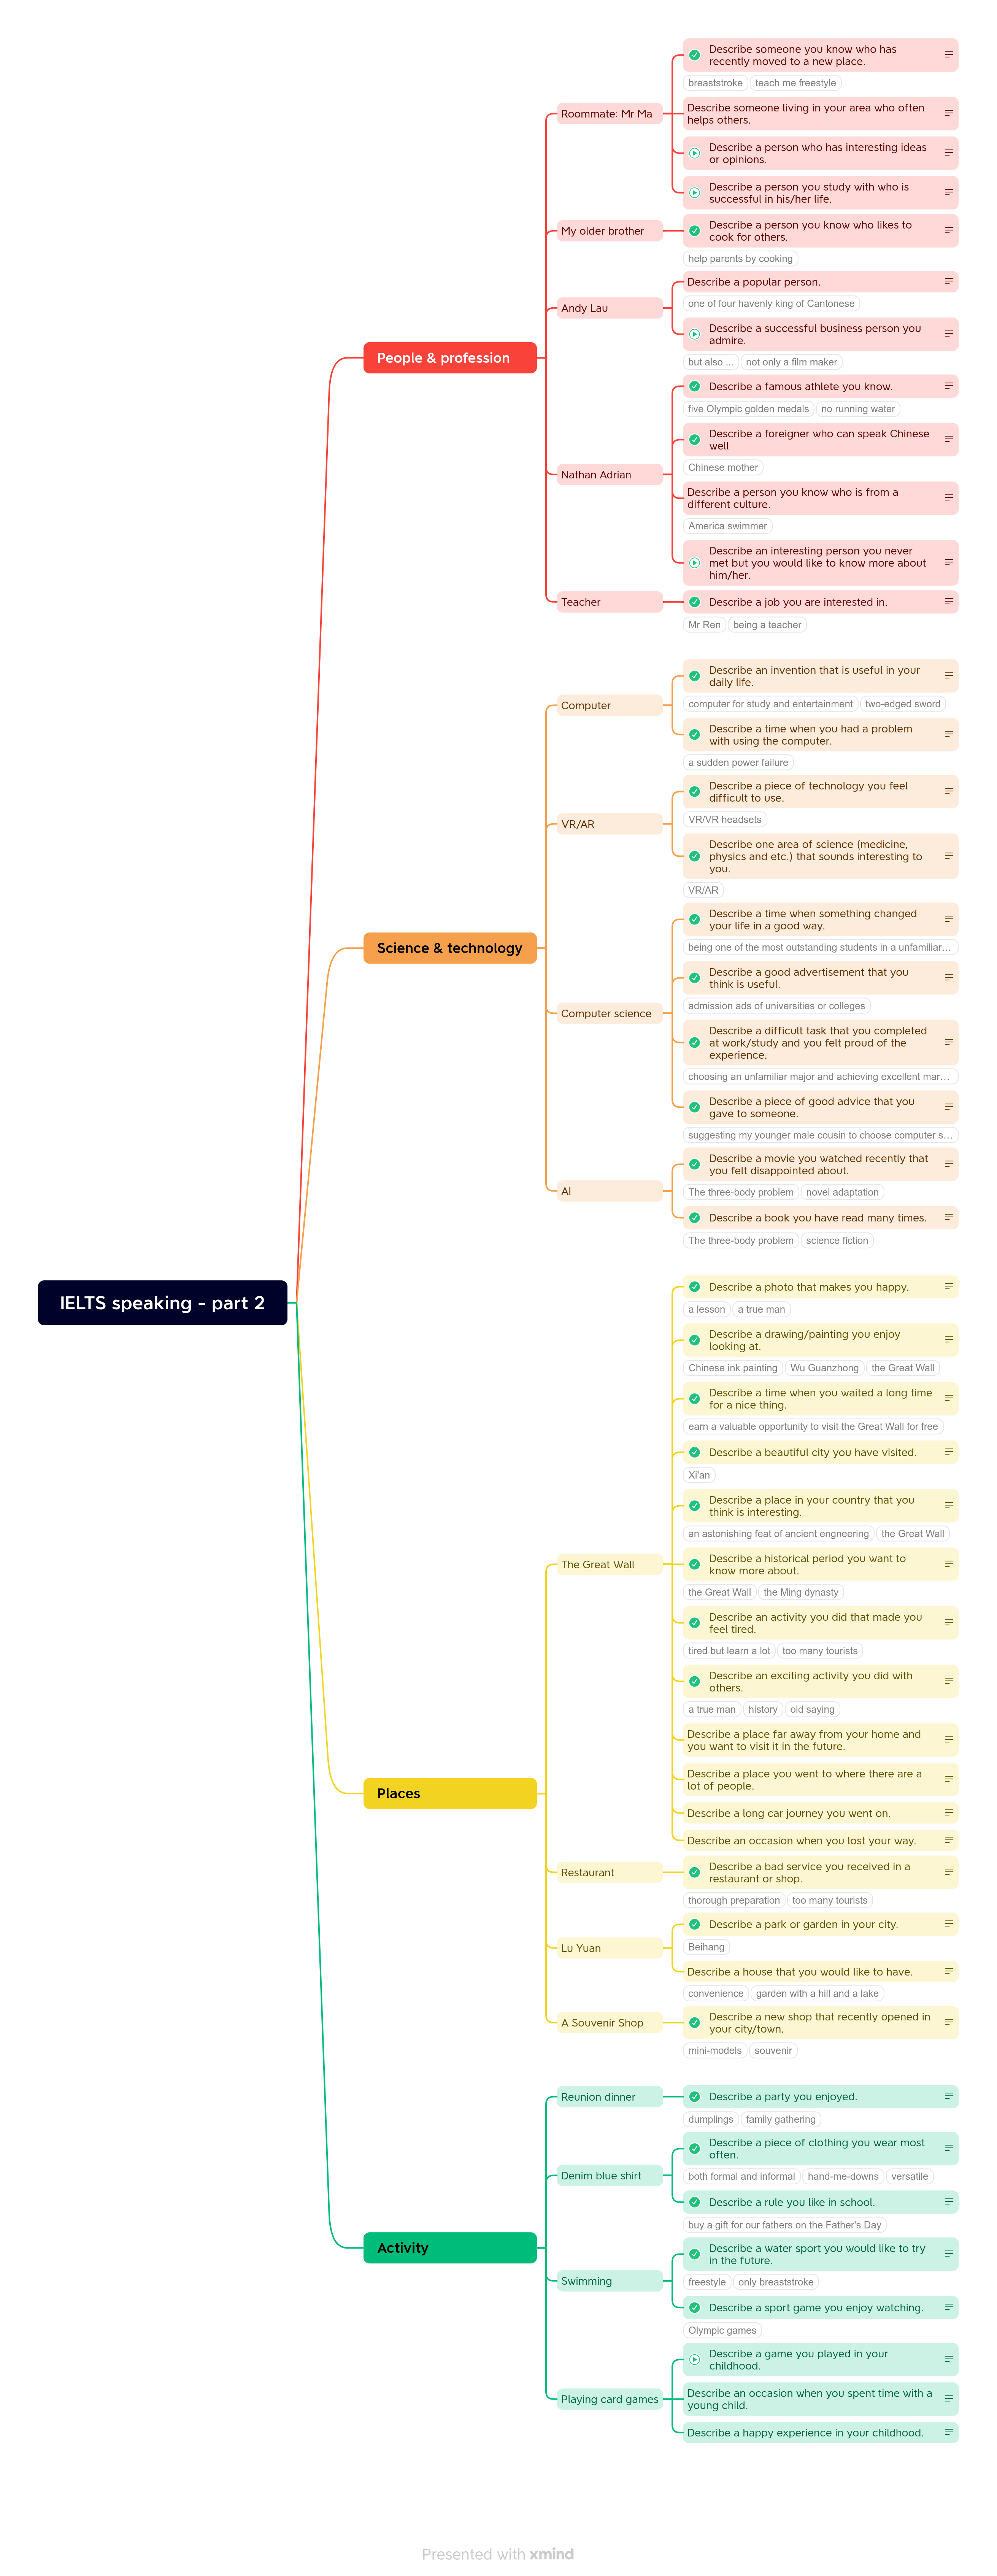 Describe someone you know who has
recently moved to a new place.
breaststroke teach me freestyle
Roommate: Mr Ma
Describe someone living in your area who often
helps others.
Describe a person who has interesting ideas
or opinions.
Describe a person you study with who is
successful in his/her life.
My older brother
Describe a person you know who likes to
cook for others.
help parents by cooking
Andy Lau
Describe a popular person.
one of four havenly king of Cantonese
Describe a successful business person you
admire.
but also ... not only a film maker
People & profession
Nathan Adrian
Describe a famous athlete you know.
five Olympic golden medals no running water
Describe a foreigner who can speak Chinese
well
Chinese mother
Describe a person you know who is from a
different culture.
America swimmer
Describe an interesting person you never
met but you would like to know more about
him/her.
Teacher
Describe a job you are interested in.
Mr Ren being a teacher
Computer
Describe an invention that is useful in your
daily life.
computer for study and entertainment two-edged sword
Describe a time when you had a problem
with using the computer.
a sudden power failure
VR/AR
Describe a piece of technology you feel
difficult to use.
VR/VR headsets
Describe one area of science (medicine,
physics and etc.) that sounds interesting to
you.
VR/AR
Science & technology
Computer science
Describe a time when something changed
your life in a good way.
being one of the most outstanding students in a unfamiliar...
Describe a good advertisement that you
think is useful.
admission ads of universities or colleges
Describe a difficult task that you completed
at work/study and you felt proud of the
experience.
choosing an unfamiliar major and achieving excellent mar...
Describe a piece of good advice that you
gave to someone.
suggesting my younger male cousin to choose computer s...
AI
Describe a movie you watched recently that
you felt disappointed about.
The three-body problem novel adaptation
Describe a book you have read many times.
The three-body problem science fiction
IELTS speaking - part 2
Describe a photo that makes you happy.
a lesson a true man
Describe a drawing/painting you enjoy
looking at.
Chinese ink painting Wu Guanzhong the Great Wall
Describe a time when you waited a long time
for a nice thing.
earn a valuable opportunity to visit the Great Wall for free
Describe a beautiful city you have visited.
Xi'an
Describe a place in your country that you
think is interesting.
an astonishing feat of ancient engneering the Great Wall
The Great Wall
Describe a historical period you want to
know more about.
the Great Wall the Ming dynasty
Describe an activity you did that made you
feel tired.
tired but learn a lot too many tourists
Describe an exciting activity you did with
others.
a true man history old saying
Describe a place far away from your home and
you want to visit it in the future.
Describe a place you went to where there are a
lot of people.
Places
Describe a long car journey you went on.
Describe an occasion when you lost your way.
Restaurant
Describe a bad service you received in a
restaurant or shop.
thorough preparation too many tourists
Lu Yuan
Describe a park or garden in your city.
Beihang
Describe a house that you would like to have.
convenience garden with a hill and a lake
A Souvenir Shop
Describe a new shop that recently opened in
your city/town.
mini-models souvenir
Reunion dinner
Describe a party you enjoyed.
dumplings family gathering
Denim blue shirt
Describe a piece of clothing you wear most
often.
both formal and informal hand-me-downs versatile
Describe a rule you like in school.
buy a gift for our fathers on the Father's Day
Activity
Swimming
Describe a water sport you would like to try
in the future.
freestyle only breaststroke
Describe a sport game you enjoy watching.
Olympic games
Playing card games
Describe a game you played in your
childhood.
Describe an occasion when you spent time with a
young child.
Describe a happy experience in your childhood.
Presented with xmind